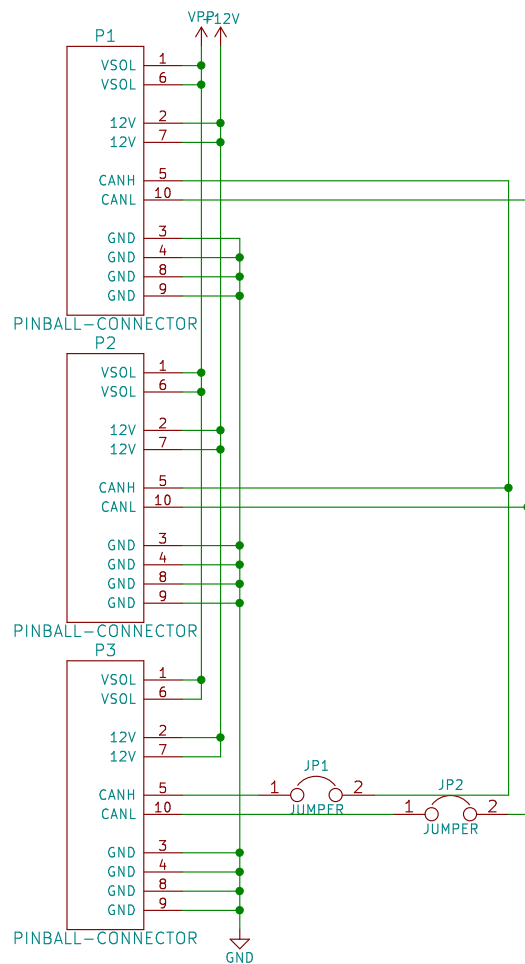 VPP +12V
P1
VSOL 1
VSOL 6
12V 2
12V 7
CANH 5
CANL 10
GND 3
GND 4
GND 8
GND 9
PINBALL-CONNECTOR
P2
VSOL 1
VSOL 6
12V 2
12V 7
CANH 5
CANL 10
GND 3
GND 4
GND 8
GND 9
PINBALL-CONNECTOR
P3
VSOL 1
VSOL 6
12V 2
12V 7
JP1
CANH 5 1 2
JUMPER
JP2
CANL 10 1 2
JUMPER
GND 3
GND 4
GND 8
GND 9
PINBALL-CONNECTOR
GND